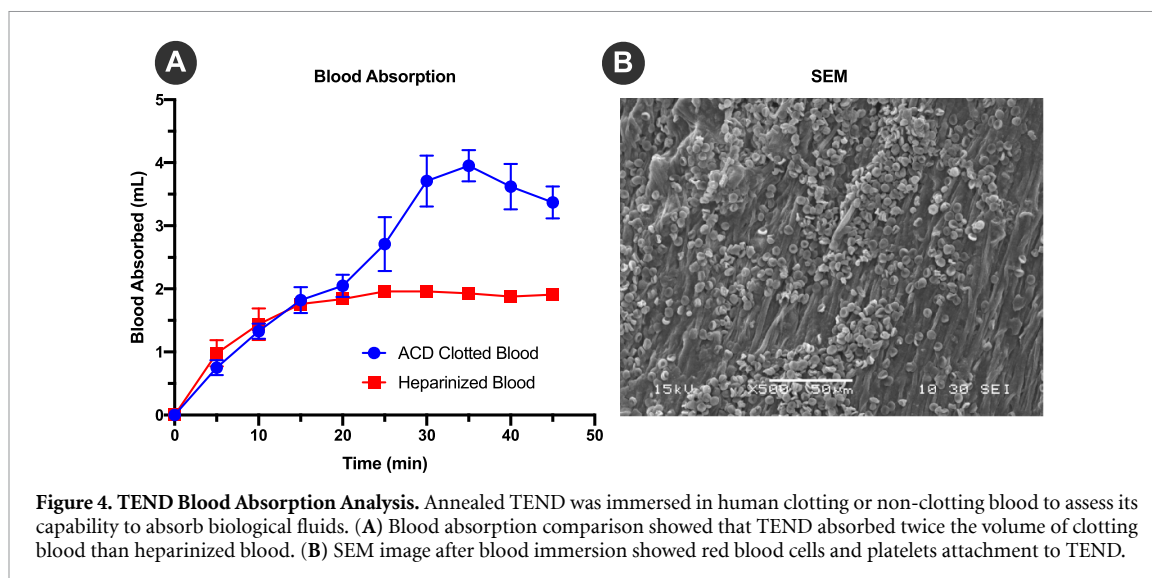 A
Blood Absorption
5
4
3
2
1
0
Blood Absorbed (mL)
ACD Clotted Blood
Heparinized Blood
0 10 20 30 40 50
Time (min)
B
SEM
15kU X500 50µm 10 30 SEI
Figure 4. TEND Blood Absorption Analysis. Annealed TEND was immersed in human clotting or non-clotting blood to assess its
capability to absorb biological fluids. (A) Blood absorption comparison showed that TEND absorbed twice the volume of clotting
blood than heparinized blood. (B) SEM image after blood immersion showed red blood cells and platelets attachment to TEND.